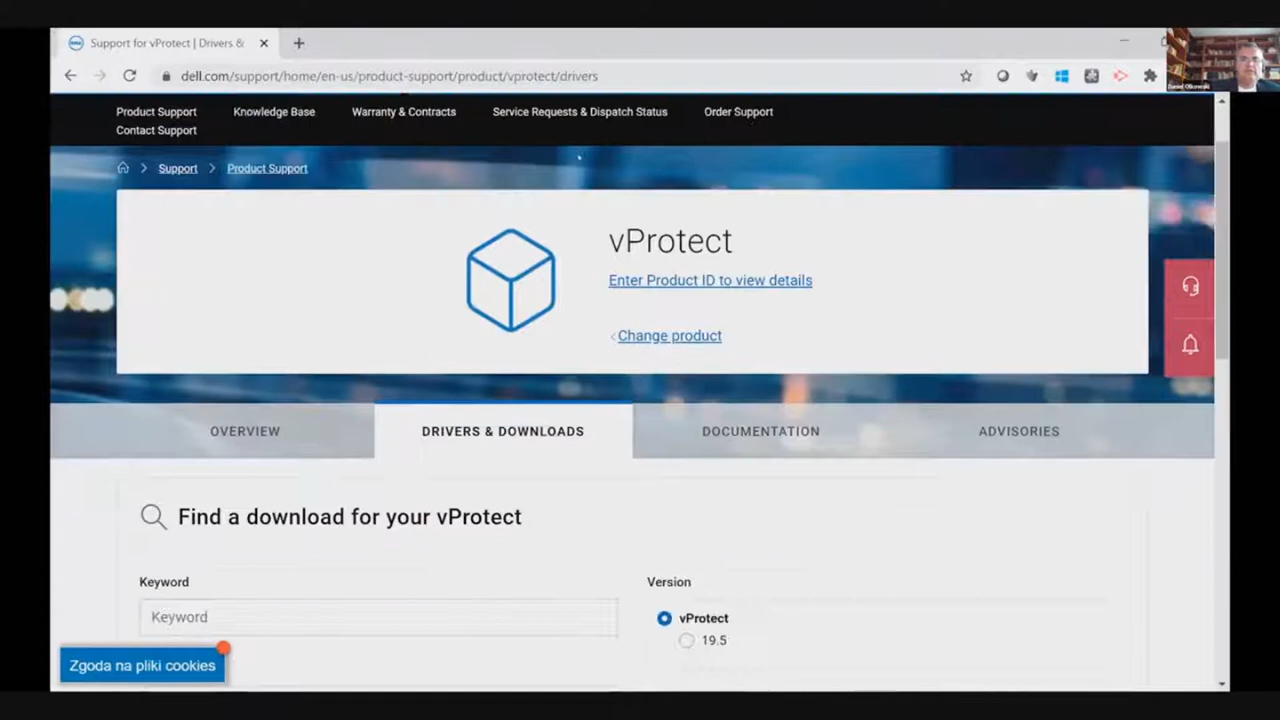 Support for vProtect | Drivers &
dell.com/support/home/en-us/product-support/product/vprotect/drivers
Product Support Knowledge Base Warranty & Contracts Service Requests & Dispatch Status Order Support
Contact Support
Support Product Support
vProtect
Enter Product ID to view details
Change product
OVERVIEW DRIVERS & DOWNLOADS DOCUMENTATION ADVISORIES
Find a download for your vProtect
Keyword Version
Keyword vProtect
19.5
Zgoda na pliki cookies